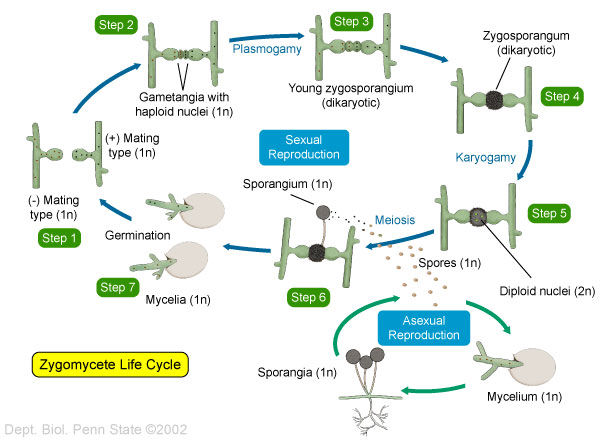 Step 2
Plasmogamy
Step 3
Gametangia with
haploid nuclei (1n)
Young zygosporangium
(dikaryotic)
Zygosporangum
(dikaryotic)
Step 4
(+) Mating
type (1n)
(-) Mating
type (1n)
Step 1
Sexual
Reproduction
Karyogamy
Sporangium (1n)
Meiosis
Step 5
Germination
Spores (1n)
Diploid nuclei (2n)
Step 7
Mycelia (1n)
Step 6
Asexual
Reproduction
Zygomycete Life Cycle
Sporangia (1n)
Mycelium (1n)
Dept. Biol. Penn State ©2002